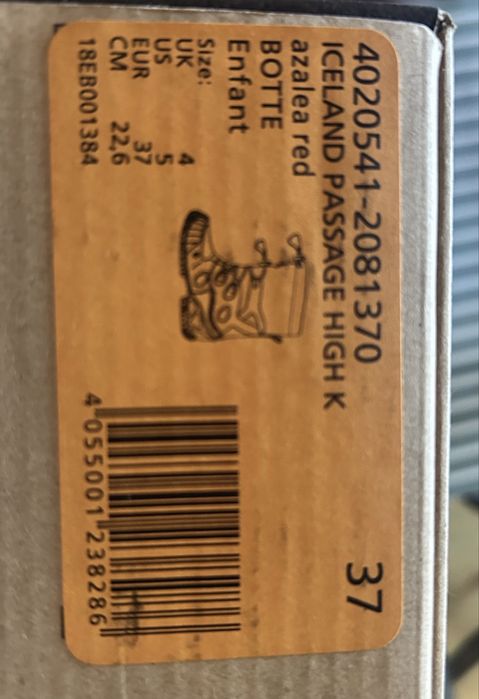 4020541-2081370
ICELAND PASSAGE HIGH K
azalea red
BOTTE
Enfant
37
Size:
UK 4
US 5
EUR 37
CM 22,6
18EB001384
4 055001 238286